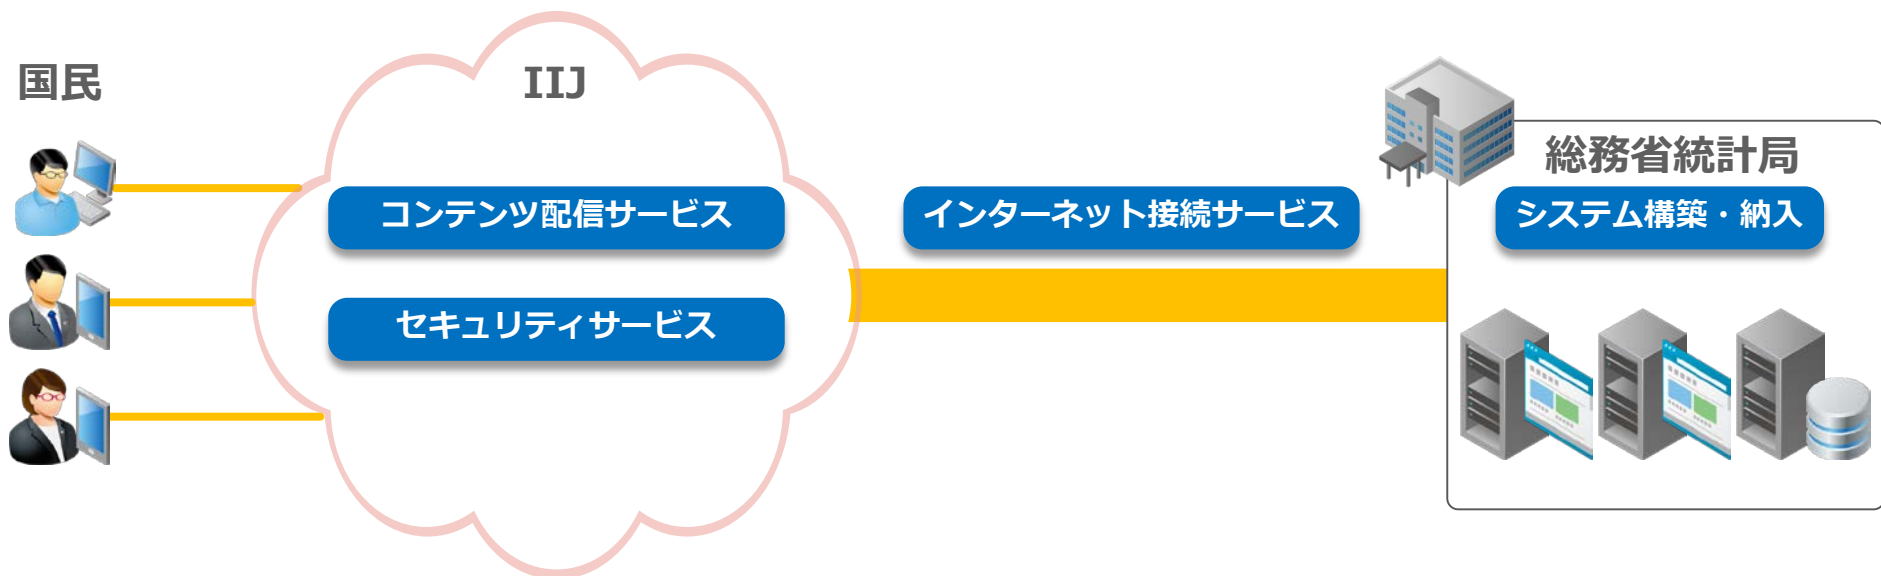 国民
IIJ
総務省統計局
コンテンツ配信サービス
インターネット接続サービス
システム構築・納入
セキュリティサービス